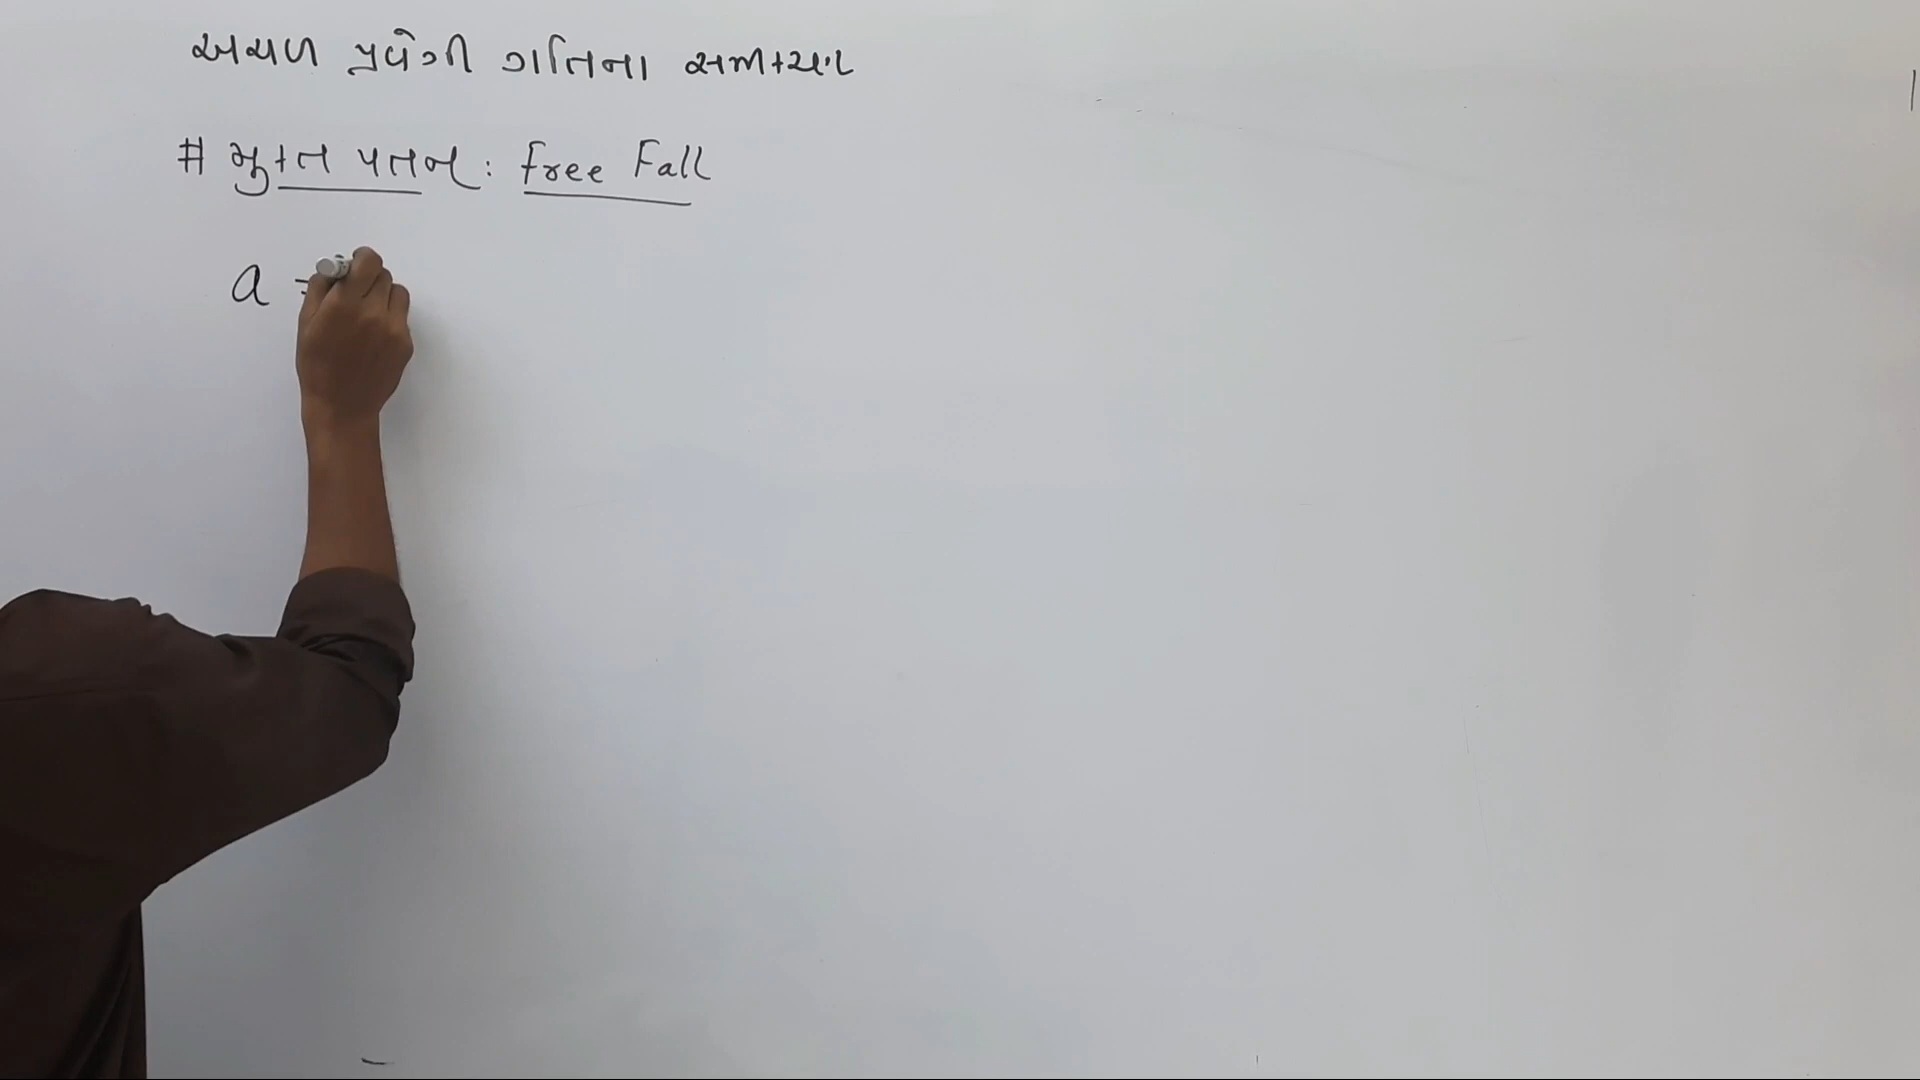 અચળ પ્રવેગી ગતિના સમીકરણ
# મુક્ત પતન : free Fall
a =